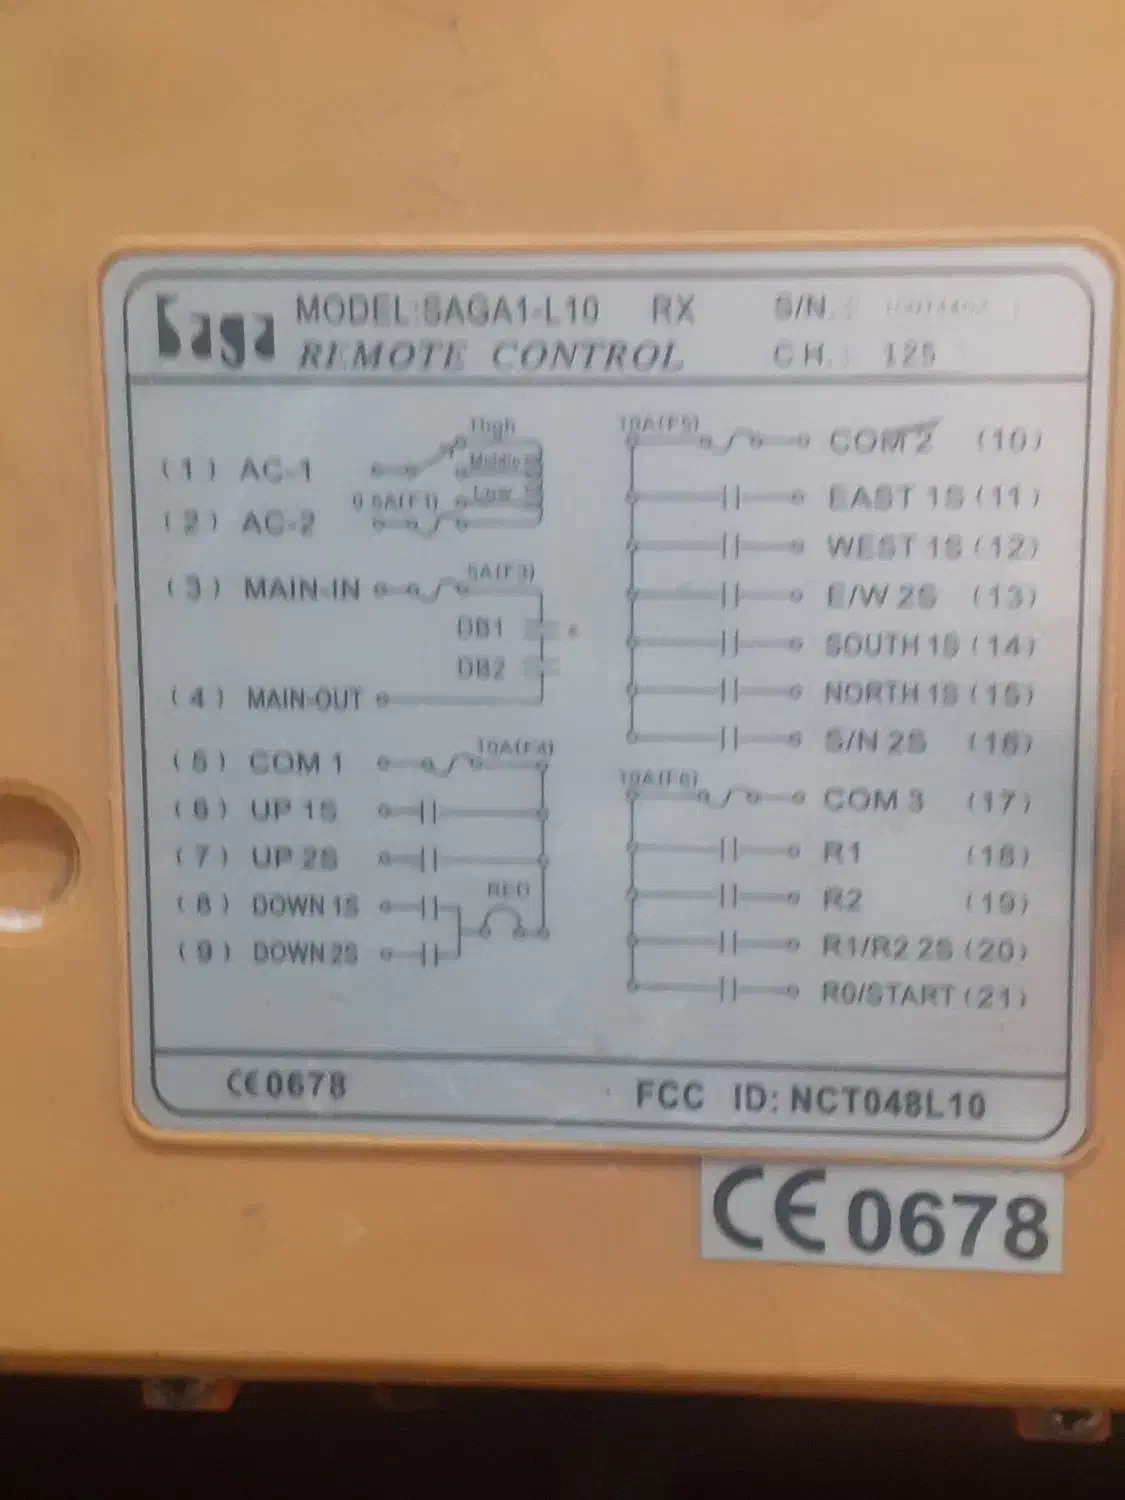 Saga MODEL:SAGA1-L10 RX S/N.:
REMOTE CONTROL CH.: 125
High
(1) AC-1
Middle
Low
0.5A(F1)
(2) AC-2
5A(F3)
(3) MAIN-IN
DB1
DB2
(4) MAIN-OUT
10A(F4)
(5) COM 1
(6) UP 1S
(7) UP 2S
RED
(8) DOWN 1S
(9) DOWN 2S
10A(F5)
COM 2 (10)
EAST 1S (11)
WEST 1S (12)
E/W 2S (13)
SOUTH 1S (14)
NORTH 1S (15)
S/N 2S (16)
10A(F6)
COM 3 (17)
R1 (18)
R2 (19)
R1/R2 2S (20)
R0/START (21)
CE0678
FCC ID: NCT048L10
CE 0678